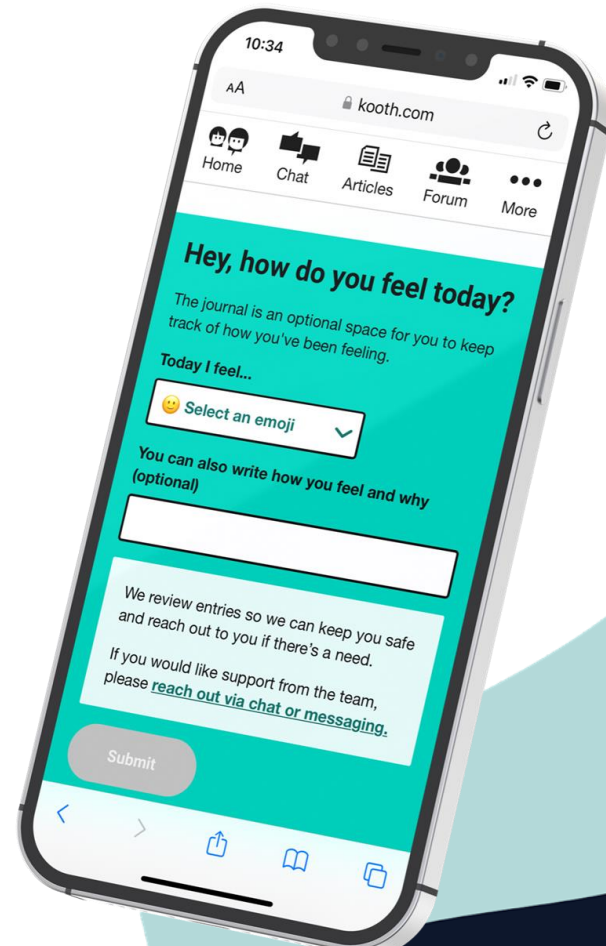 10:34
AA
kooth.com
Home
Chat
Articles
Forum
More
Hey, how do you feel today?
The journal is an optional space for you to keep
track of how you've been feeling.
Today I feel...
Select an emoji
You can also write how you feel and why
(optional)
We review entries so we can keep you safe
and reach out to you if there's a need.
If you would like support from the team,
please reach out via chat or messaging.
Submit